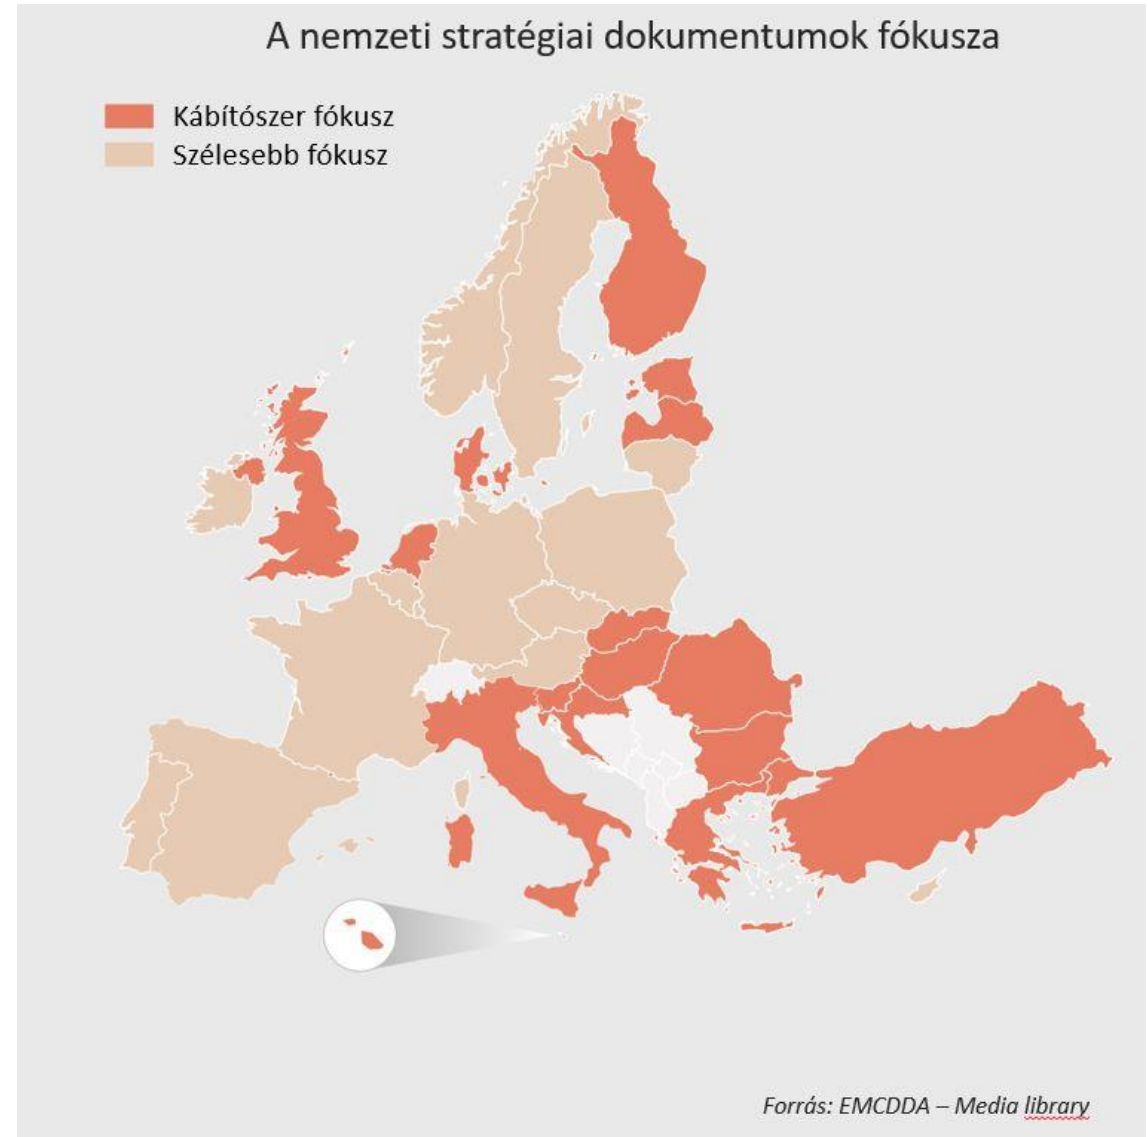 A nemzeti stratégiai dokumentumok fókusza
Kábítószer fókusz
Szélesebb fókusz
Forrás: EMCDDA – Media library